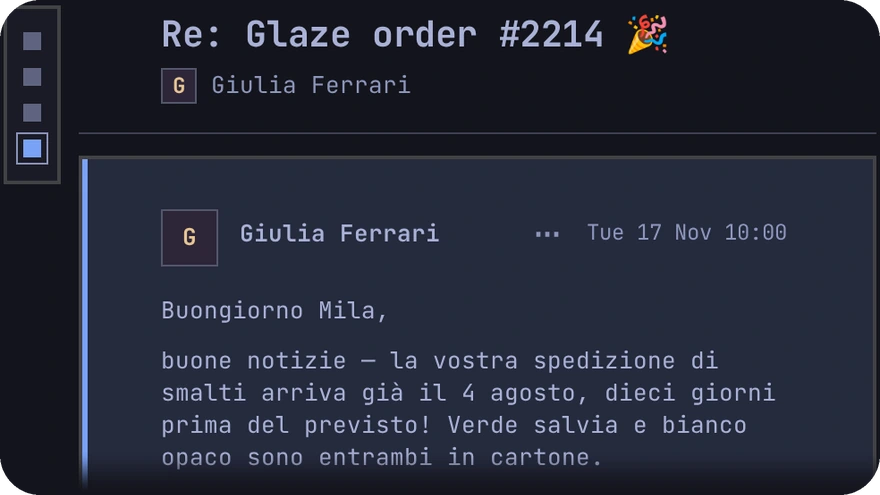 Re: Glaze order #2214 🎉
G Giulia Ferrari
G Giulia Ferrari ... Tue 17 Nov 10:00
Buongiorno Mila,
buone notizie — la vostra spedizione di
smalti arriva già il 4 agosto, dieci giorni
prima del previsto! Verde salvia e bianco
opaco sono entrambi in cartone.